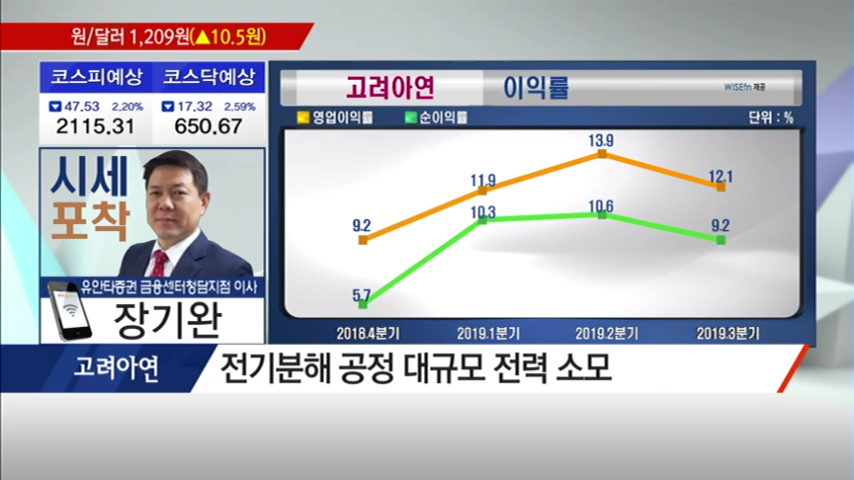 원/달러 1,209원(▲10.5원)
코스피예상 코스닥예상
▼47.53 2.20% ▼17.32 2.59%
2115.31 650.67
시세
포착
유안타증권 금융센터청담지점 이사
장기완
고려아연 이익률 WISEfn 제공
영업이익률 순이익률 단위 : %
9.2 11.9 13.9 12.1
5.7 10.3 10.6 9.2
2018.4분기 2019.1분기 2019.2분기 2019.3분기
고려아연 전기분해 공정 대규모 전력 소모